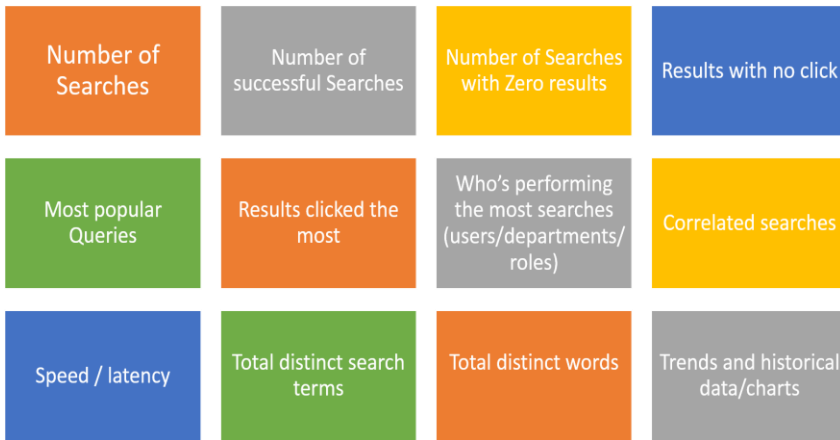 Number of
Searches
Number of
successful Searches
Number of Searches
with Zero results
Results with no click
Most popular
Queries
Results clicked the
most
Who's performing
the most searches
(users/departments/
roles)
Correlated searches
Speed / latency
Total distinct search
terms
Total distinct words
Trends and historical
data/charts